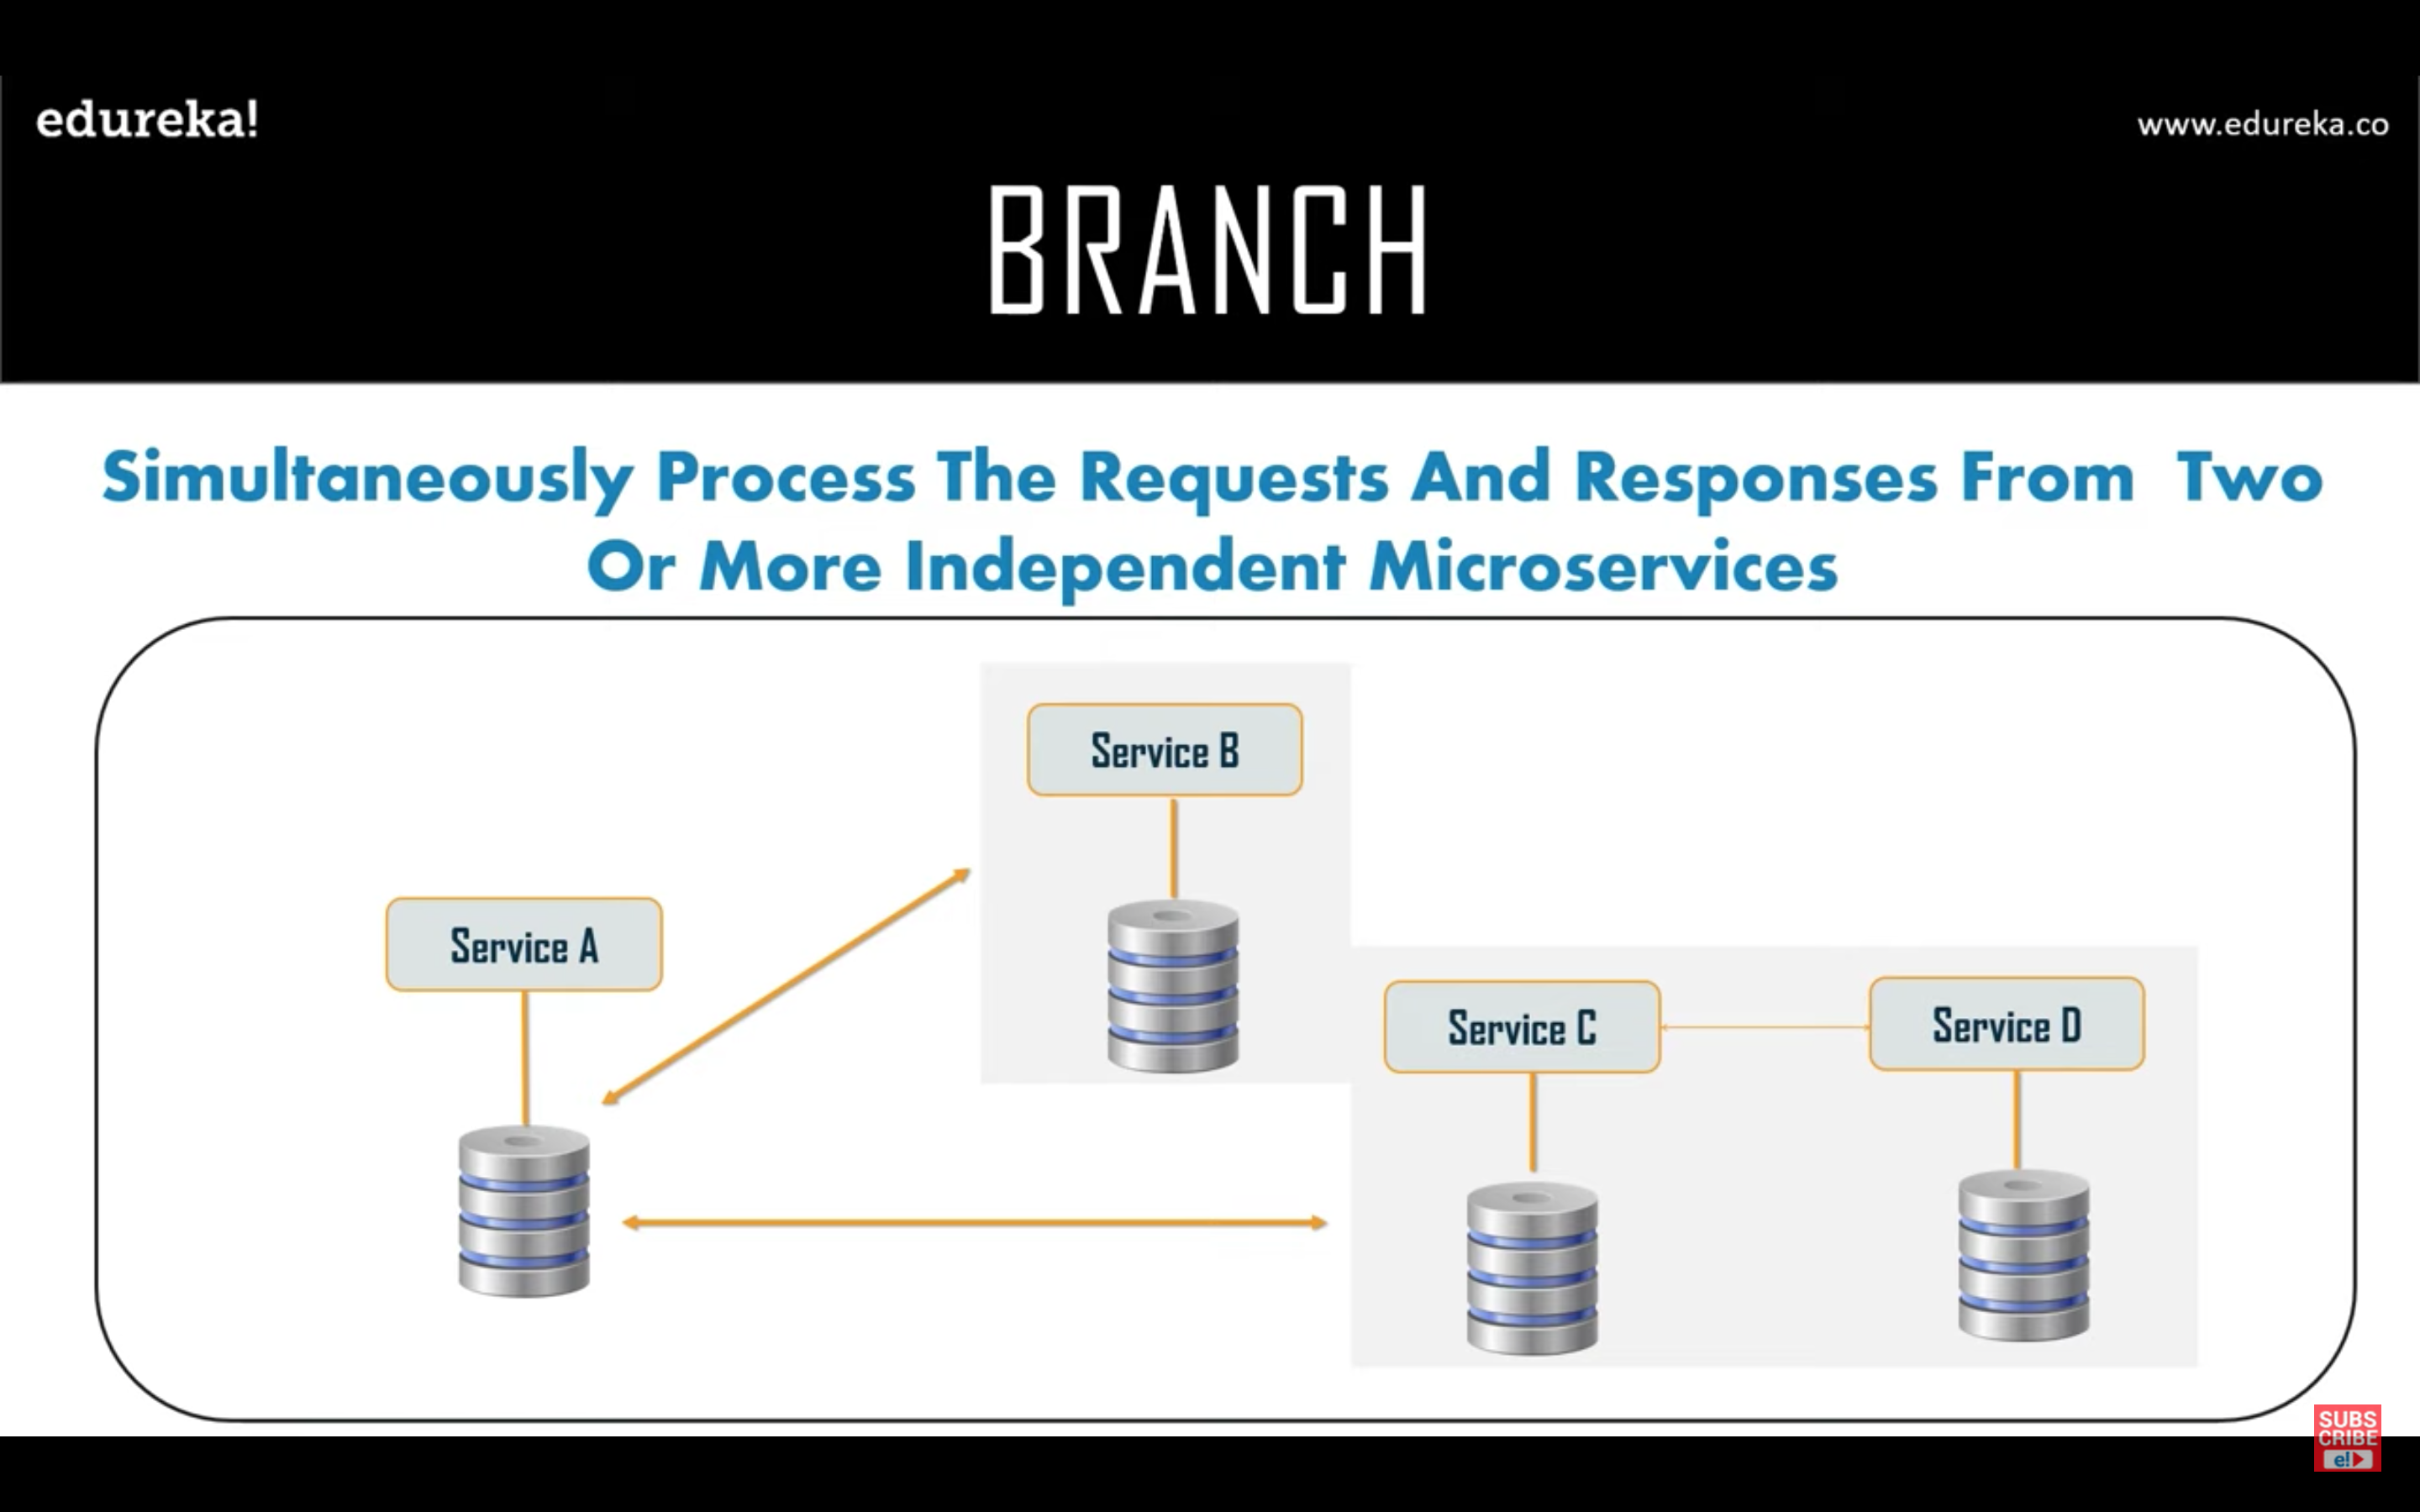 edureka!
www.edureka.co
BRANCH
Simultaneously Process The Requests And Responses From Two
Or More Independent Microservices
Service B
Service A
Service C
Service D
SUBS
CRIBE
e!